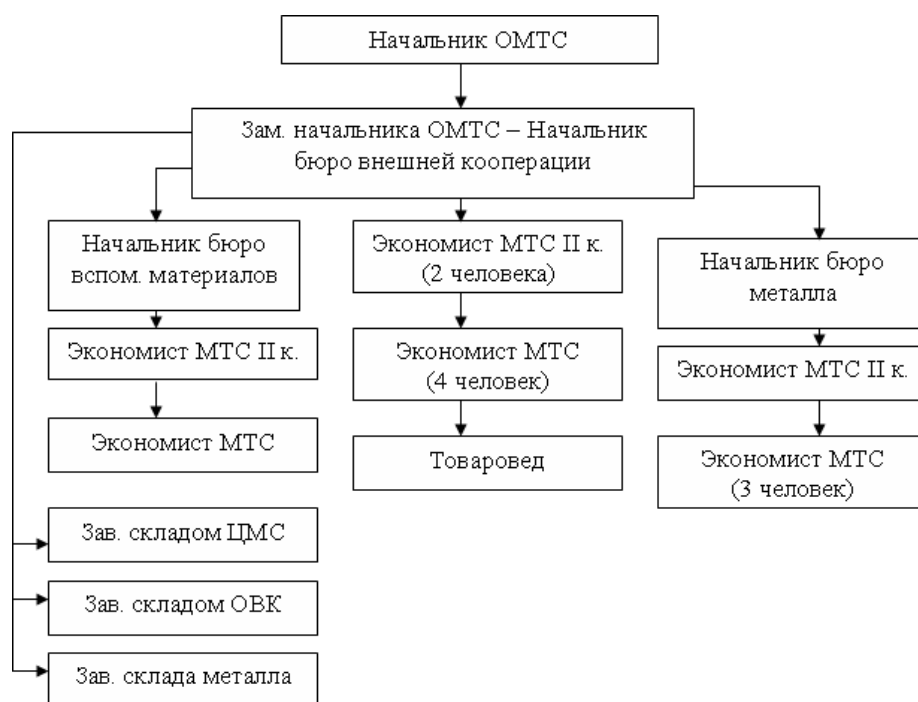 Начальник ОМТС
Зам. начальника ОМТС – Начальник
бюро внешней кооперации
Начальник бюро
вспом. материалов
Экономист МТС II к.
Экономист МТС
Экономист МТС II к.
(2 человека)
Экономист МТС
(4 человек)
Товаровед
Начальник бюро
металла
Экономист МТС II к.
Экономист МТС
(3 человек)
Зав. складом ЦМС
Зав. складом ОВК
Зав. склада металла